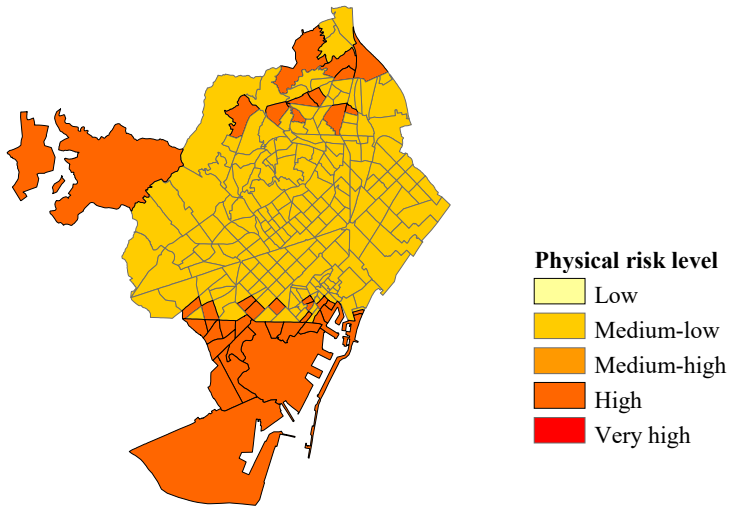 Physical risk level
Low
Medium-low
Medium-high
High
Very high